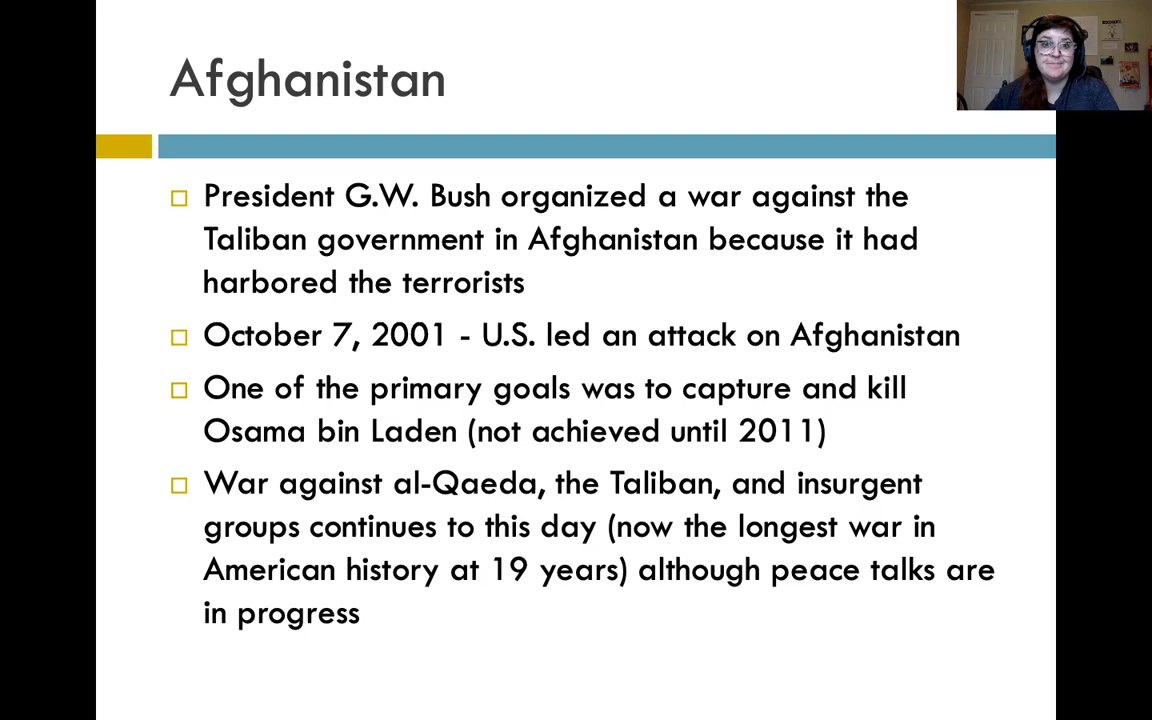 Afghanistan
President G.W. Bush organized a war against the
Taliban government in Afghanistan because it had
harbored the terrorists
October 7, 2001 - U.S. led an attack on Afghanistan
One of the primary goals was to capture and kill
Osama bin Laden (not achieved until 2011)
War against al-Qaeda, the Taliban, and insurgent
groups continues to this day (now the longest war in
American history at 19 years) although peace talks are
in progress